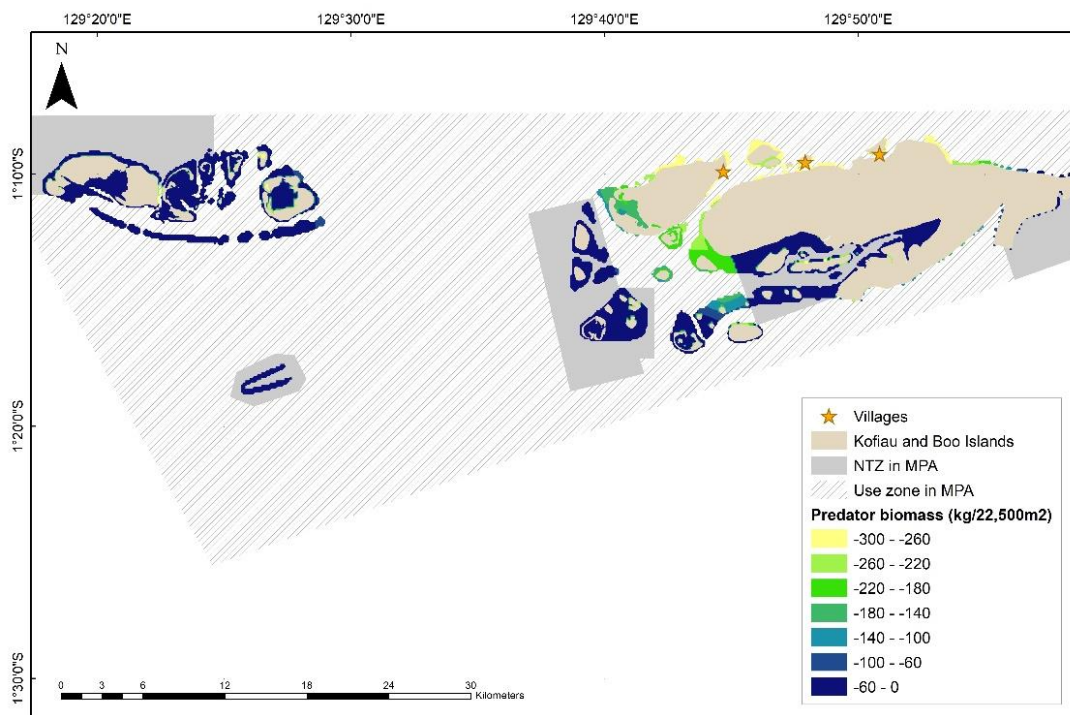 129°20'0"E 129°30'0"E 129°40'0"E 129°50'0"E
N
1°10'0"S
1°20'0"S
1°30'0"S
Villages
Kofiau and Boo Islands
NTZ in MPA
Use zone in MPA
Predator biomass (kg/22,500m2)
-300 - -260
-260 - -220
-220 - -180
-180 - -140
-140 - -100
-100 - -60
-60 - 0
0 3 6 12 18 24 30
Kilometers